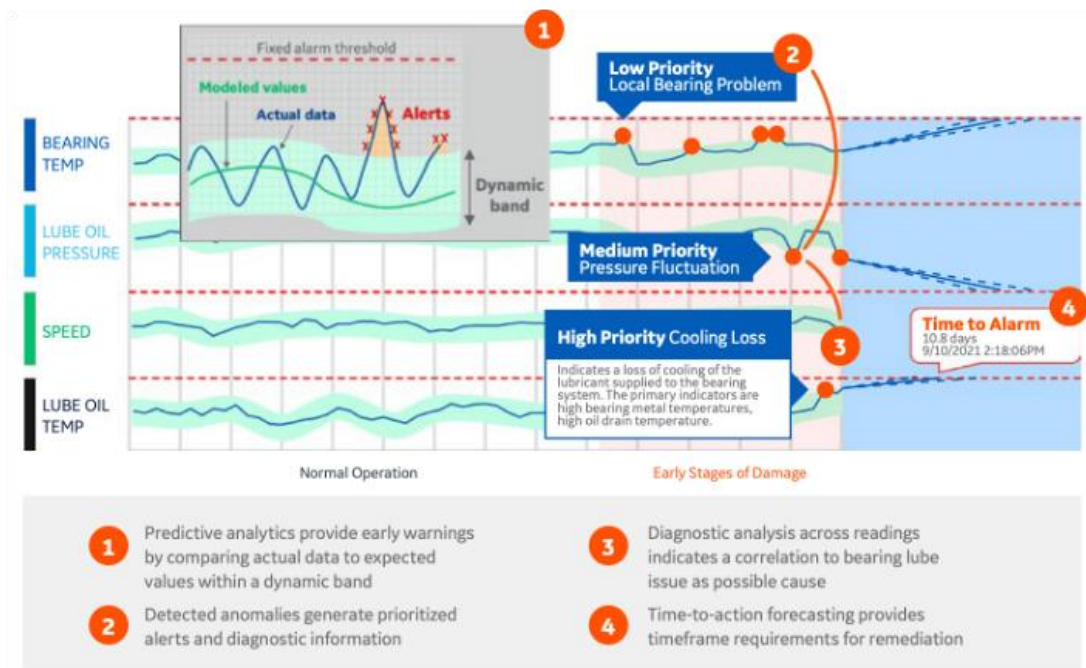 1
Fixed alarm threshold
Modeled values
Actual data
Alerts
Dynamic
band
2
Low Priority
Local Bearing Problem
BEARING
TEMP
LUBE OIL
PRESSURE
Medium Priority
Pressure Fluctuation
SPEED
4
Time to Alarm
10.8 days
9/10/2021 2:18:06PM
3
High Priority Cooling Loss
Indicates a loss of cooling of the
lubricant supplied to the bearing
system. The primary indicators are
high bearing metal temperatures,
high oil drain temperature.
LUBE OIL
TEMP
Normal Operation
Early Stages of Damage
1
Predictive analytics provide early warnings
by comparing actual data to expected
values within a dynamic band
2
Detected anomalies generate prioritized
alerts and diagnostic information
3
Diagnostic analysis across readings
indicates a correlation to bearing lube
issue as possible cause
4
Time-to-action forecasting provides
timeframe requirements for remediation